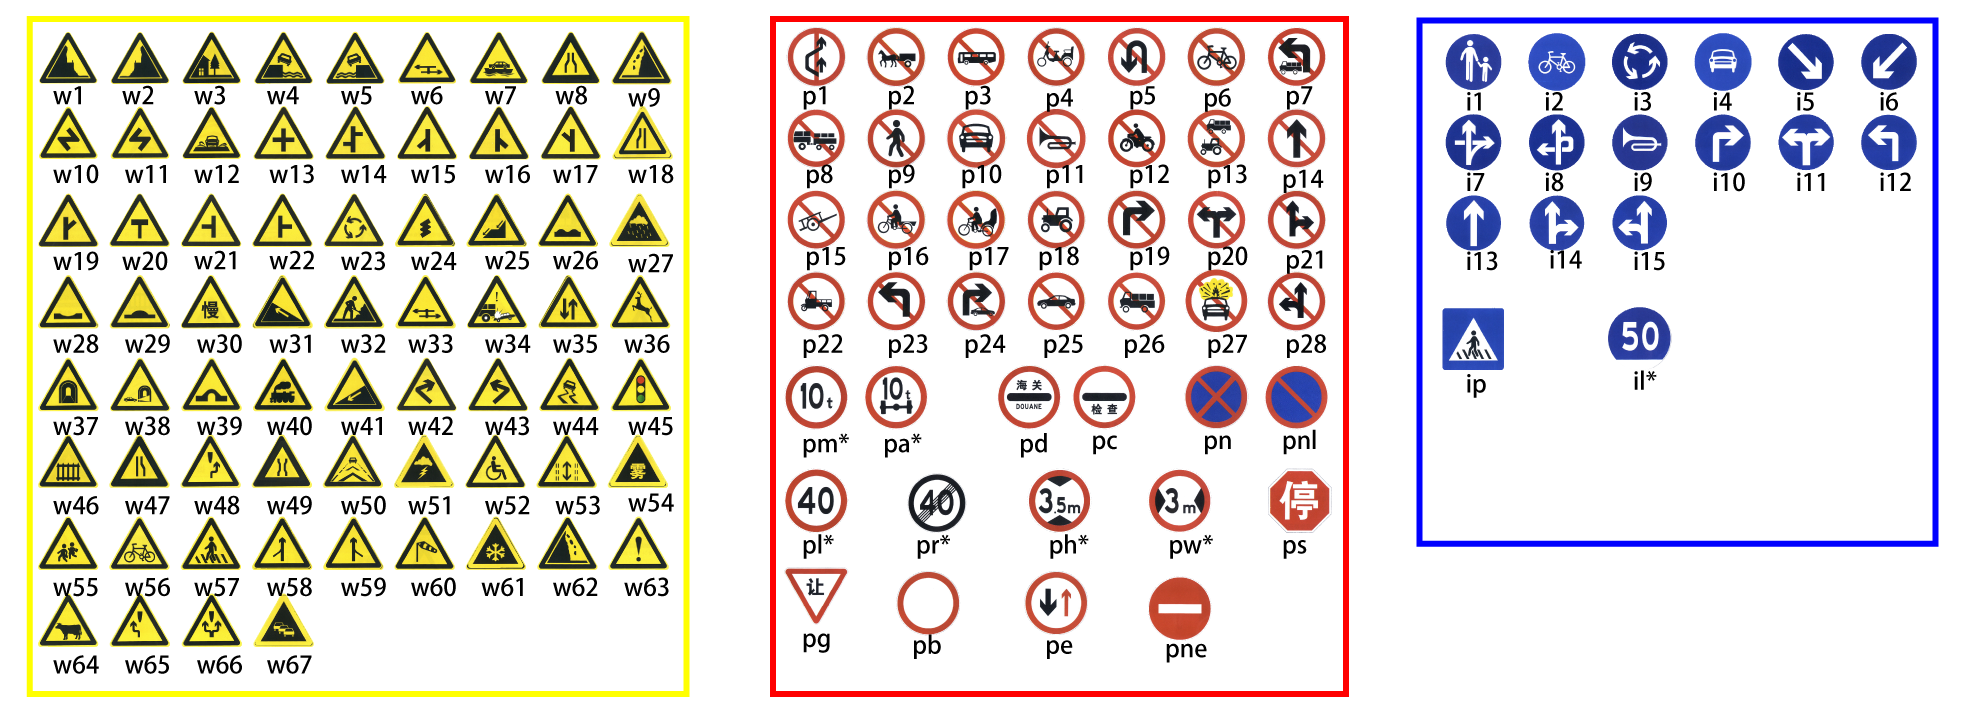 w1 w2 w3 w4 w5 w6 w7 w8 w9
w10 w11 w12 w13 w14 w15 w16 w17 w18
w19 w20 w21 w22 w23 w24 w25 w26 w27
慢
w28 w29 w30 w31 w32 w33 w34 w35 w36
w37 w38 w39 w40 w41 w42 w43 w44 w45
雾
w46 w47 w48 w49 w50 w51 w52 w53 w54
w55 w56 w57 w58 w59 w60 w61 w62 w63
w64 w65 w66 w67
p1 p2 p3 p4 p5 p6 p7
p8 p9 p10 p11 p12 p13 p14
p15 p16 p17 p18 p19 p20 p21
p22 p23 p24 p25 p26 p27 p28
10t 10t 海关 DOUANE 检查
pm* pa* pd pc pn pnl
40 40 3.5m 3m 停
pl* pr* ph* pw* ps
让
pg pb pe pne
i1 i2 i3 i4 i5 i6
i7 i8 i9 i10 i11 i12
i13 i14 i15
50
ip il*